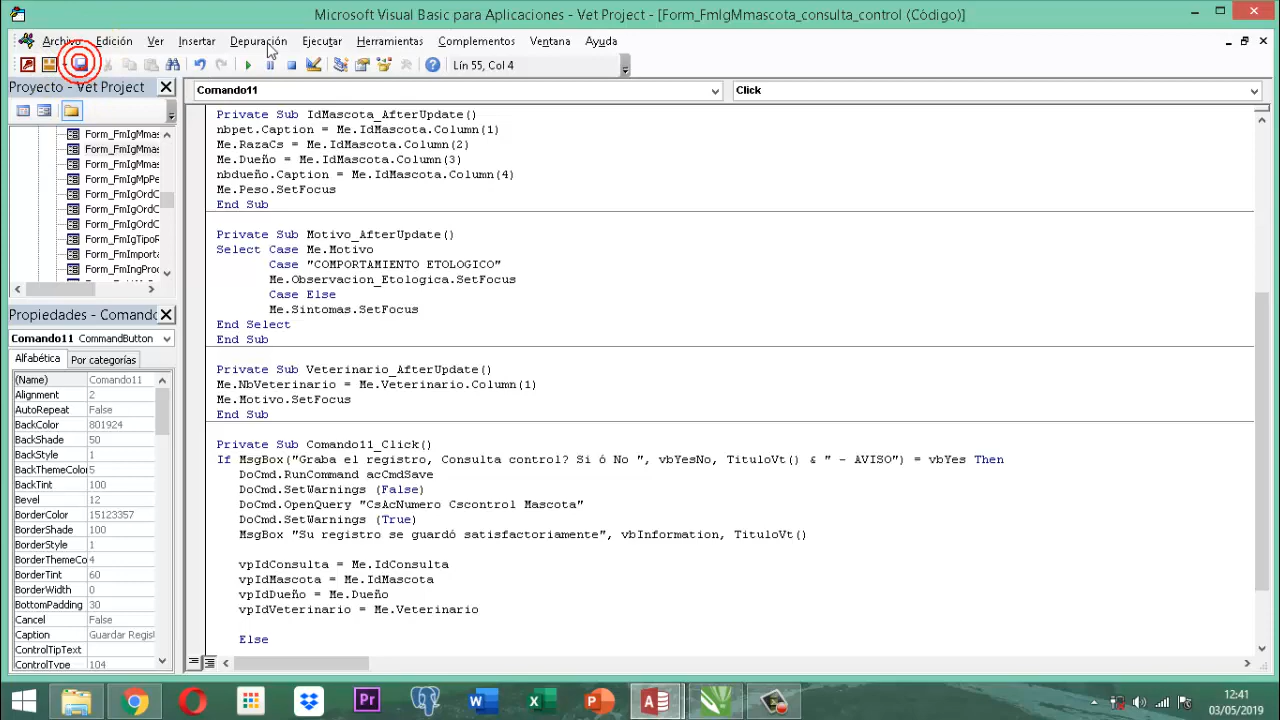 Microsoft Visual Basic para Aplicaciones - Vet Project - [Form_FmIgMmascota_consulta_control (Código)]
Archivo Edición Ver Insertar Depuración Ejecutar Herramientas Complementos Ventana Ayuda
Lín 55, Col 4
Proyecto - Vet Project
Form_FmIgMmas
Form_FmIgMmas
Form_FmIgMmas
Form_FmIgMpPe
Form_FmIgOrdC
Form_FmIgOrdC
Form_FmIgOrdC
Form_FmIgTipoR
Form_FmImporta
Form_FmIngProc
Propiedades - Comando
Comando11 CommandButton
Alfabética Por categorías
(Name) Comando11
Alignment 2
AutoRepeat False
BackColor 801924
BackShade 50
BackStyle 1
BackThemeColo 5
BackTint 100
Bevel 12
BorderColor 15123357
BorderShade 100
BorderStyle 1
BorderThemeCo 4
BorderTint 60
BorderWidth 0
BottomPadding 30
Cancel False
Caption Guardar Regist
ControlTipText
ControlType 104
Comando11 Click
Private Sub IdMascota_AfterUpdate()
nbpet.Caption = Me.IdMascota.Column(1)
Me.RazaCs = Me.IdMascota.Column(2)
Me.Dueño = Me.IdMascota.Column(3)
nbdueño.Caption = Me.IdMascota.Column(4)
Me.Peso.SetFocus
End Sub
Private Sub Motivo_AfterUpdate()
Select Case Me.Motivo
Case "COMPORTAMIENTO ETOLOGICO"
Me.Observacion_Etologica.SetFocus
Case Else
Me.Sintomas.SetFocus
End Select
End Sub
Private Sub Veterinario_AfterUpdate()
Me.NbVeterinario = Me.Veterinario.Column(1)
Me.Motivo.SetFocus
End Sub
Private Sub Comando11_Click()
If MsgBox("Graba el registro, Consulta control? Si ó No ", vbYesNo, TituloVt() & " - AVISO") = vbYes Then
DoCmd.RunCommand acCmdSave
DoCmd.SetWarnings (False)
DoCmd.OpenQuery "CsAcNumero Cscontrol Mascota"
DoCmd.SetWarnings (True)
MsgBox "Su registro se guardó satisfactoriamente", vbInformation, TituloVt()
vpIdConsulta = Me.IdConsulta
vpIdMascota = Me.IdMascota
vpIdDueño = Me.Dueño
vpIdVeterinario = Me.Veterinario
Else
Pr
12:41
03/05/2019